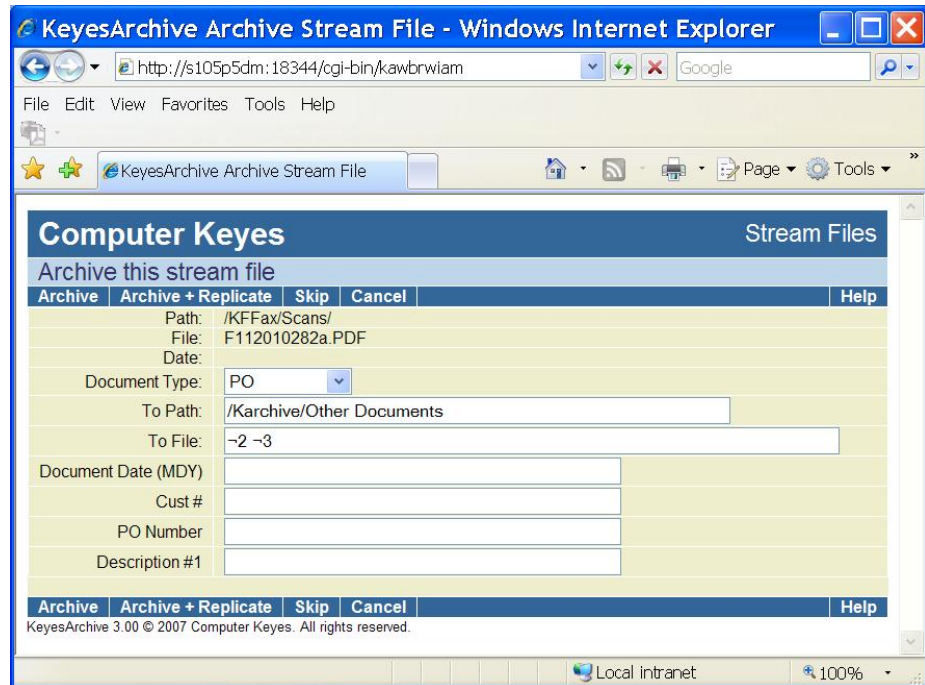 KeyesArchive Archive Stream File - Windows Internet Explorer
http://s105p5dm:18344/cgi-bin/kawbrwiam Google
File Edit View Favorites Tools Help
KeyesArchive Archive Stream File Page Tools »
Computer Keyes Stream Files
Archive this stream file
Archive Archive + Replicate Skip Cancel Help
Path: /KFFax/Scans/
File: F112010282a.PDF
Date:
Document Type: PO
To Path: /Karchive/Other Documents
To File: ¬2 ¬3
Document Date (MDY)
Cust #
PO Number
Description #1
Archive Archive + Replicate Skip Cancel Help
KeyesArchive 3.00 © 2007 Computer Keyes. All rights reserved.
Local intranet 100%